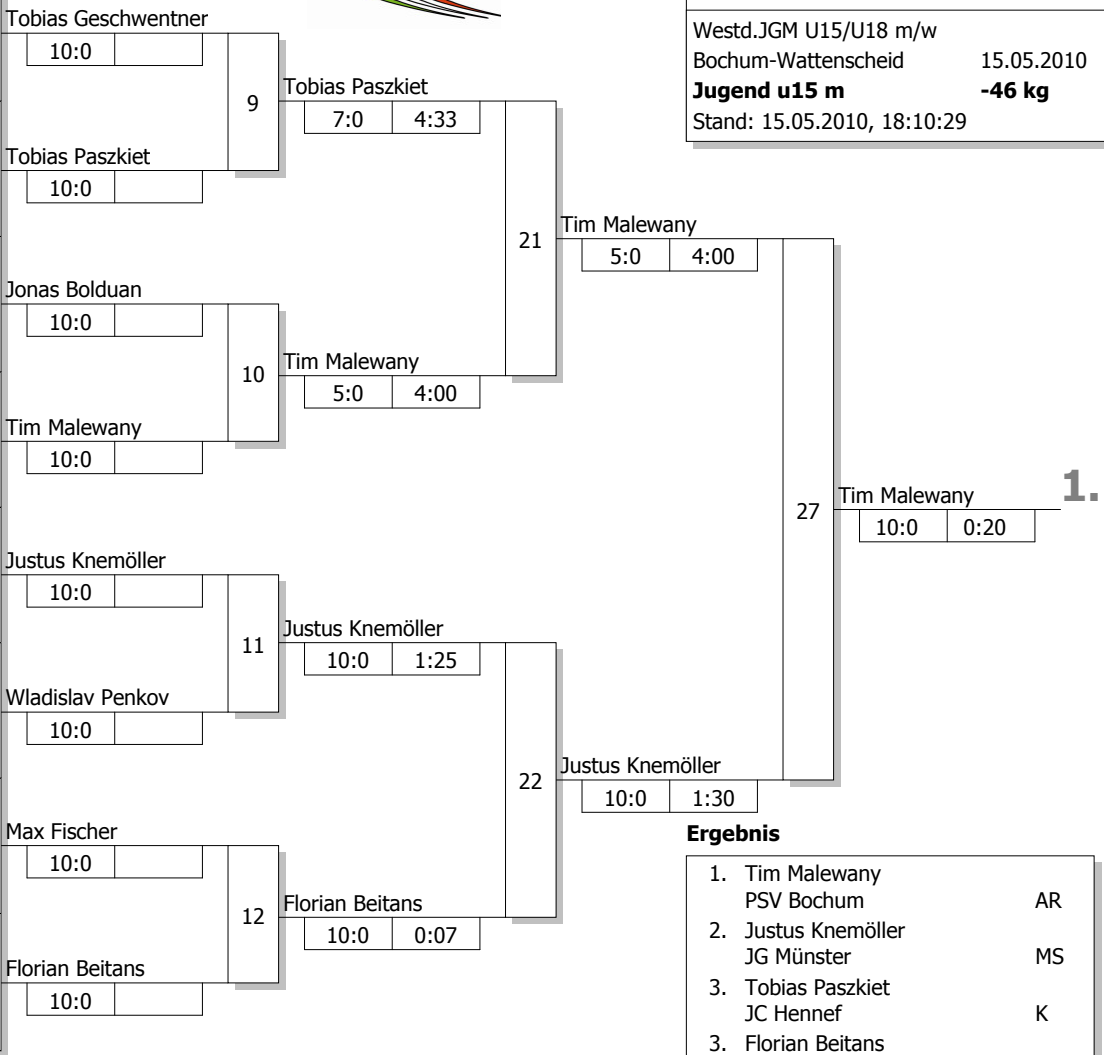 Westd.JGM U15/U18 m/w
Bochum-Wattenscheid 15.05.2010
Jugend u15 m -46 kg
Stand: 15.05.2010, 18:10:29
Tobias Geschwentner
10:0
9
Tobias Paszkiet
7:0 4:33
Tobias Paszkiet
10:0
21
Tim Malewany
5:0 4:00
Jonas Bolduan
10:0
10
Tim Malewany
5:0 4:00
Tim Malewany
10:0
27
Tim Malewany 1.
10:0 0:20
Justus Knemöller
10:0
11
Justus Knemöller
10:0 1:25
Wladislav Penkov
10:0
22
Justus Knemöller
10:0 1:30
Max Fischer
10:0
12
Florian Beitans
10:0 0:07
Florian Beitans
10:0
Ergebnis
1. Tim Malewany
PSV Bochum AR
2. Justus Knemöller
JG Münster MS
3. Tobias Paszkiet
JC Hennef K
3. Florian Beitans